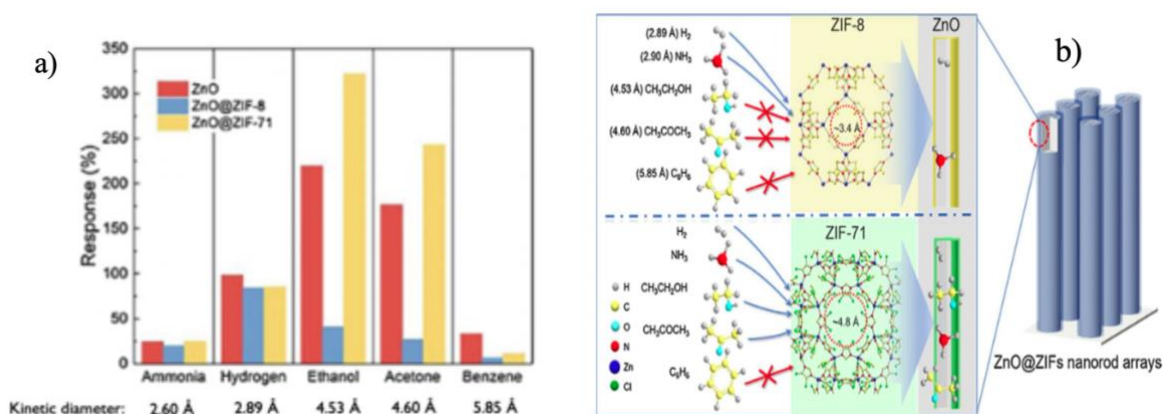 a)
Response (%)
350
300
250
200
150
100
50
0
ZnO
ZnO@ZIF-8
ZnO@ZIF-71
Ammonia Hydrogen Ethanol Acetone Benzene
Kinetic diameter: 2.60 Å 2.89 Å 4.53 Å 4.60 Å 5.85 Å
b)
ZIF-8
ZnO
(2.89 Å) H₂
(2.90 Å) NH₃
(4.53 Å) CH₃CH₂OH
(4.60 Å) CH₃COCH₃
(5.85 Å) C₆H₆
~3.4 Å
ZIF-71
H₂
NH₃
CH₃CH₂OH
CH₃COCH₃
C₆H₆
~4.8 Å
H
C
O
N
Zn
Cl
ZnO@ZIFs nanorod arrays